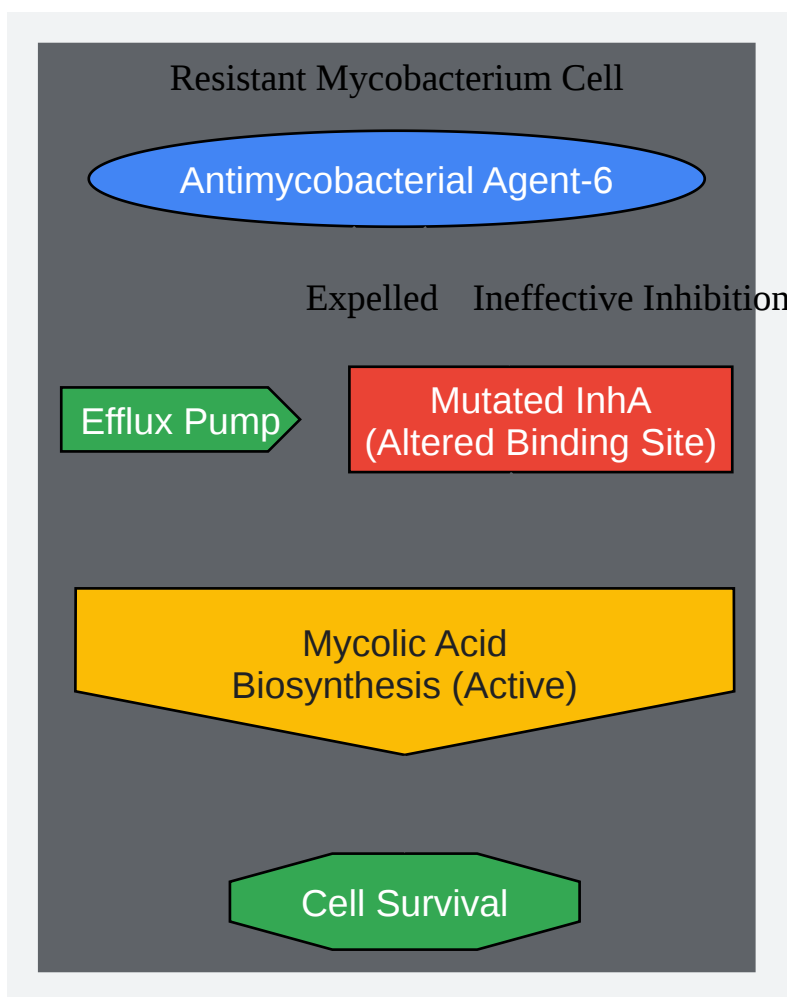 Resistant Mycobacterium Cell
Antimycobacterial Agent-6
Expelled
Ineffective Inhibition
Efflux Pump
Mutated InhA
(Altered Binding Site)
Mycolic Acid
Biosynthesis (Active)
Cell Survival